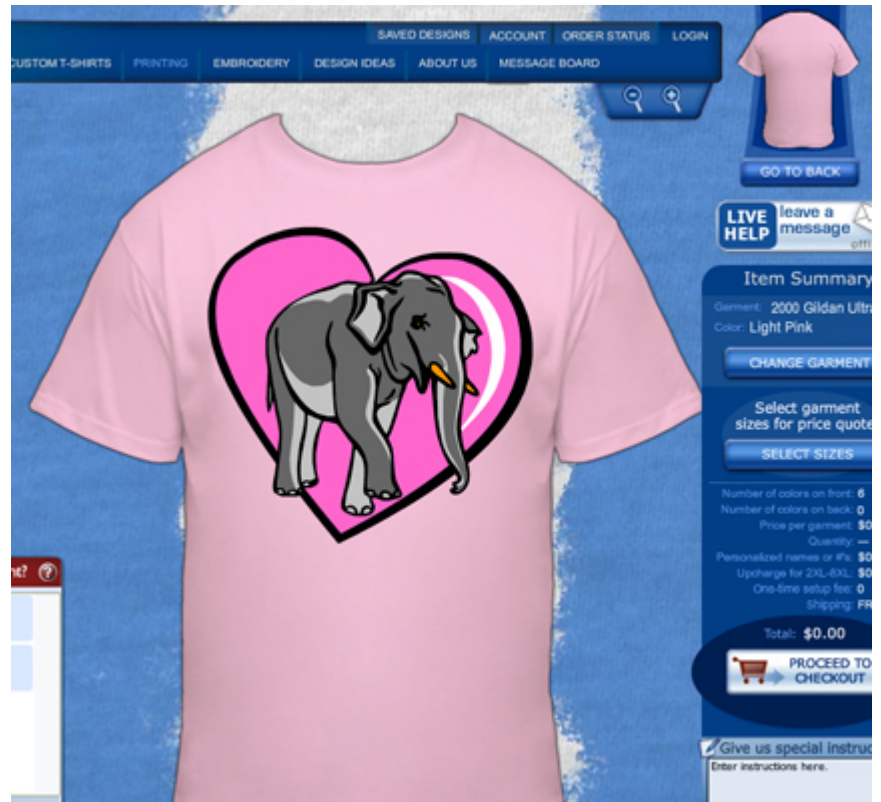 SAVED DESIGNS ACCOUNT ORDER STATUS LOGIN
CUSTOM T-SHIRTS PRINTING EMBROIDERY DESIGN IDEAS ABOUT US MESSAGE BOARD
GO TO BACK
LIVE HELP
leave a message
Item Summary
Garment: 2000 Gildan Ultra
Color: Light Pink
CHANGE GARMENT
Select garment
sizes for price quote
SELECT SIZES
Number of colors on front: 6
Number of colors on back: 0
Price per garment: $0
Quantity: —
Personalized names or #'s: $0
Upcharge for 2XL-6XL: $0
One-time setup fee: 0
Shipping: FR
Total: $0.00
PROCEED TO
CHECKOUT
Give us special instruc
Enter instructions here.
?